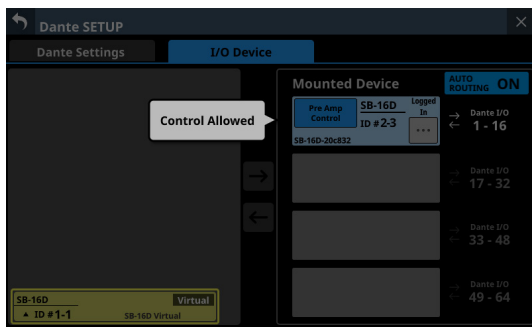 Dante SETUP
Dante Settings
I/O Device
Mounted Device
AUTO
ROUTING ON
Control Allowed
Pre Amp
Control
SB-16D
ID #2-3
Logged
In
...
SB-16D-20c832
Dante I/O
1 - 16
Dante I/O
17 - 32
Dante I/O
33 - 48
Dante I/O
49 - 64
SB-16D
Virtual
ID #1-1
SB-16D Virtual